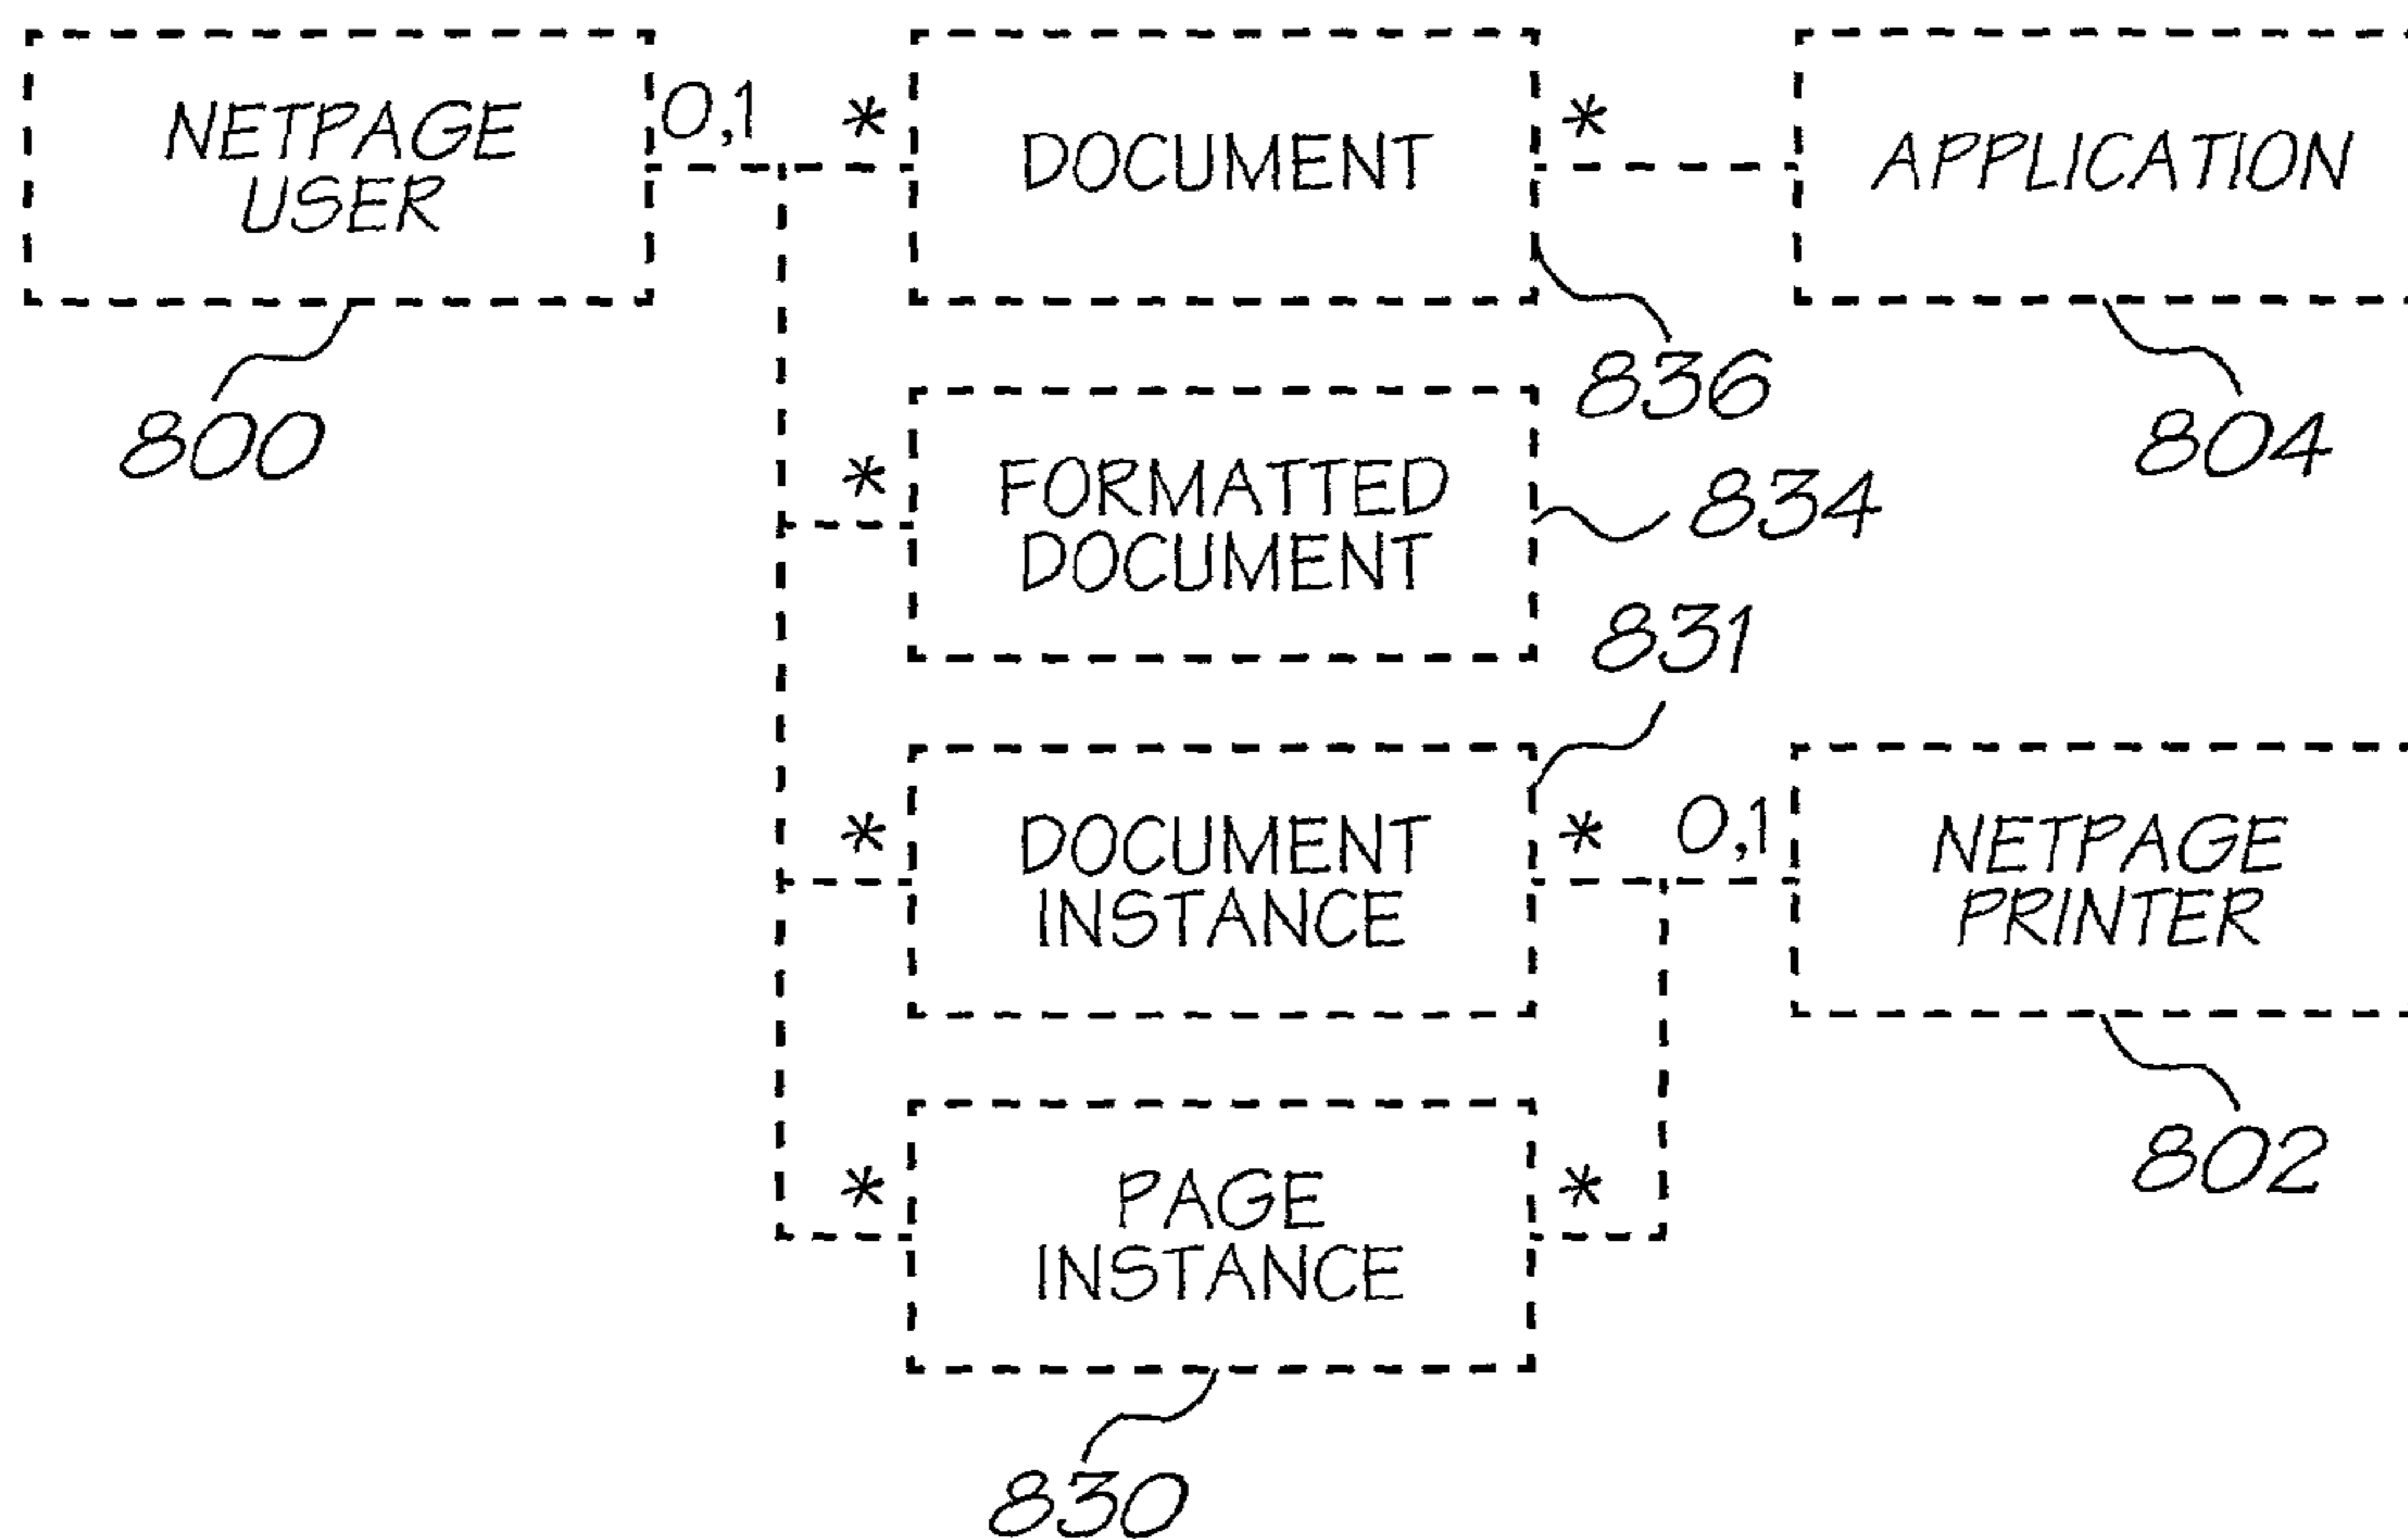 NETPAGE
USER
0,1
*
DOCUMENT
*
APPLICATION
800
836
804
*
FORMATTED
DOCUMENT
834
831
*
DOCUMENT
INSTANCE
*
0,1
NETPAGE
PRINTER
802
*
PAGE
INSTANCE
*
830